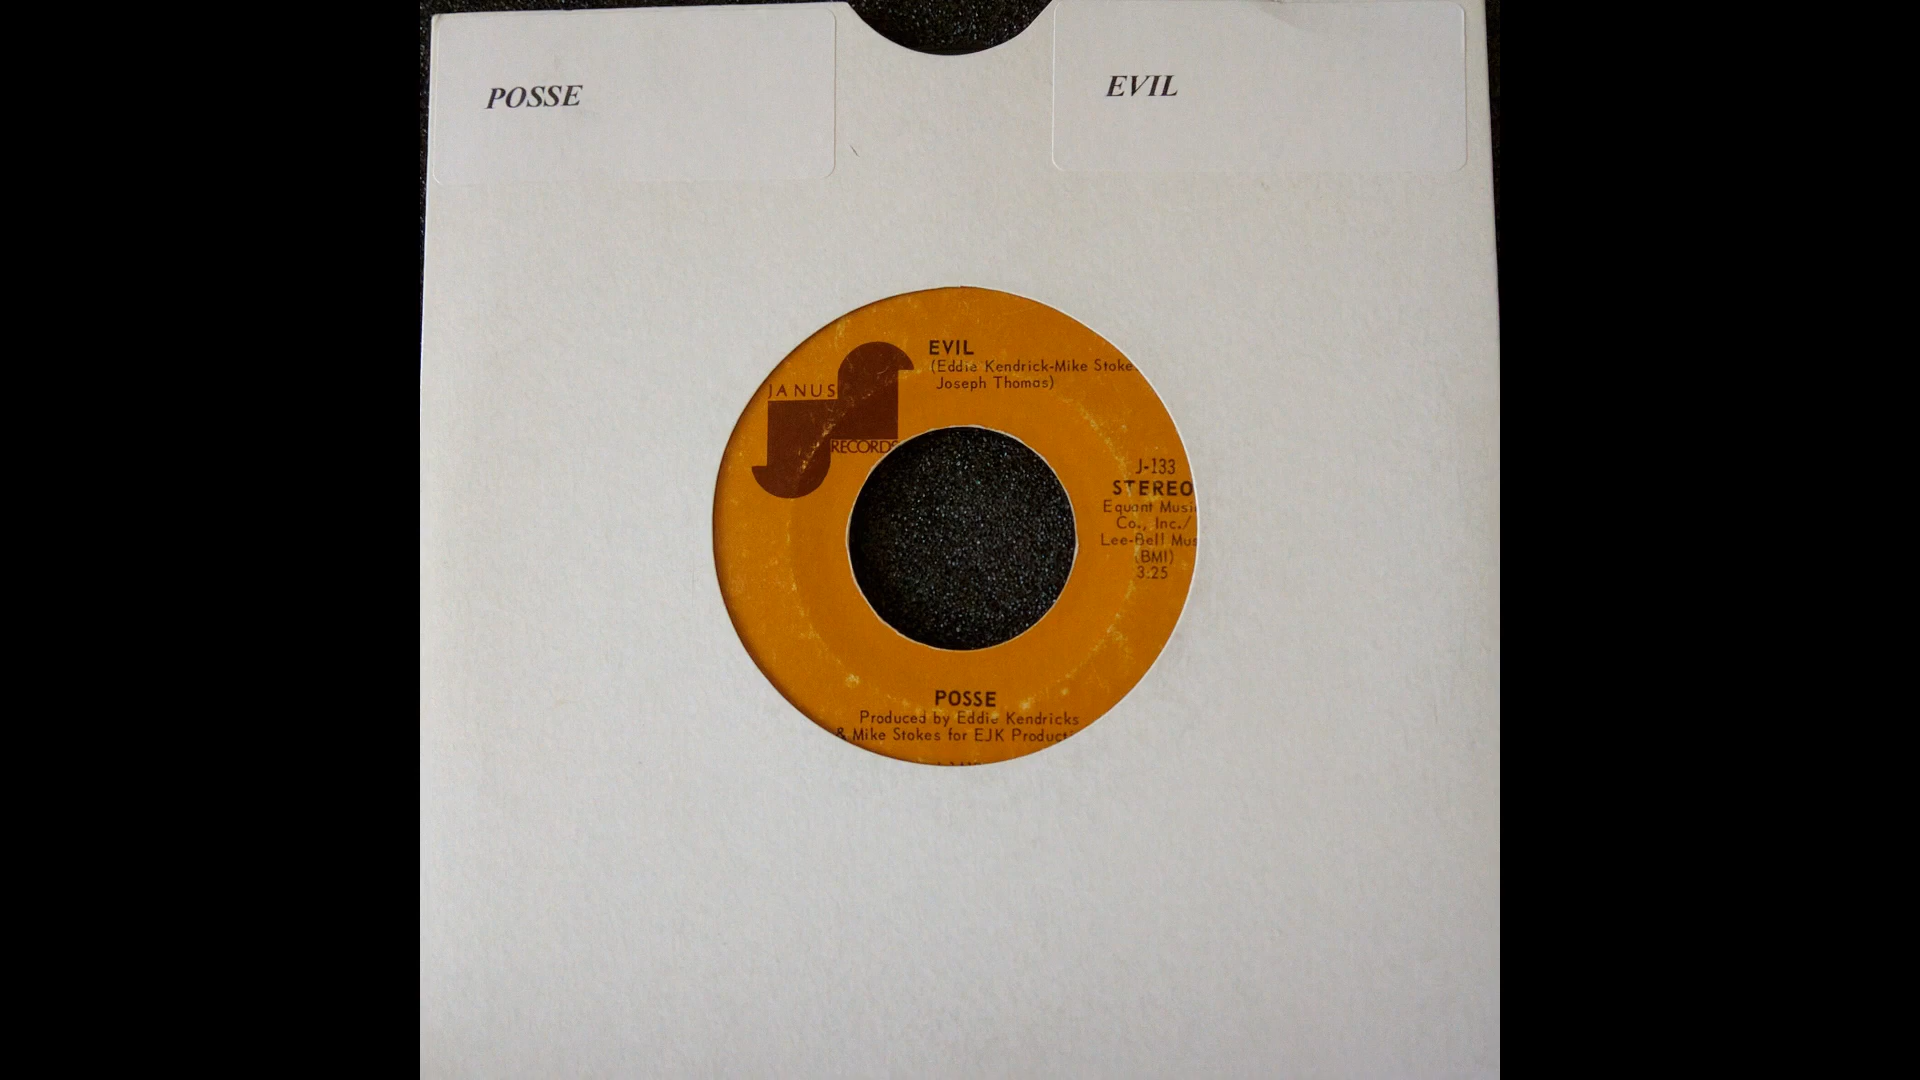 POSSE
EVIL
EVIL
(Eddie Kendrick-Mike Stoke
Joseph Thomas)
JANUS
RECORDS
J-133
STEREO
Equant Musi
Co., Inc./
Lee-Bell Mus
(BMI)
3:25
POSSE
Produced by Eddie Kendricks
& Mike Stokes for EJK Producti